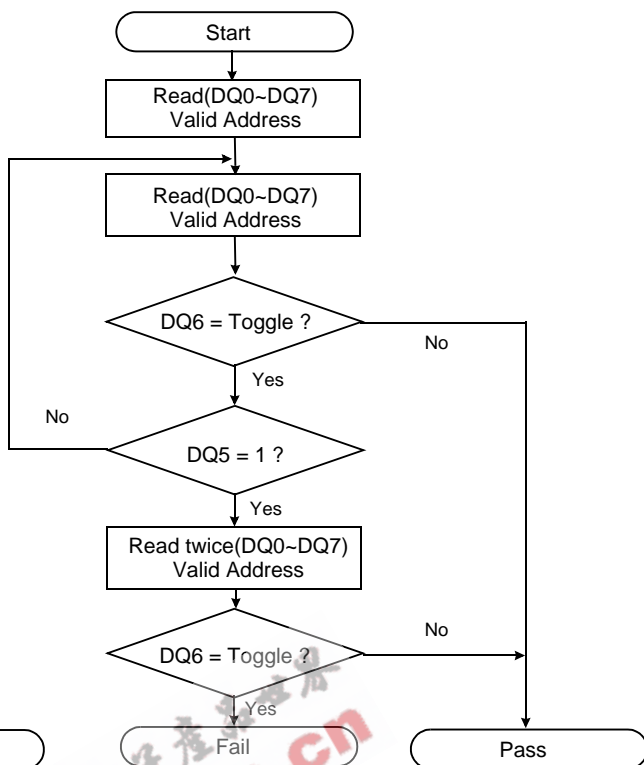 Start
Read(DQ0~DQ7)
Valid Address
Read(DQ0~DQ7)
Valid Address
DQ6 = Toggle ?
No
Yes
No
DQ5 = 1 ?
Yes
Read twice(DQ0~DQ7)
Valid Address
No
DQ6 = Toggle ?
Yes
Fail
Pass
.cn